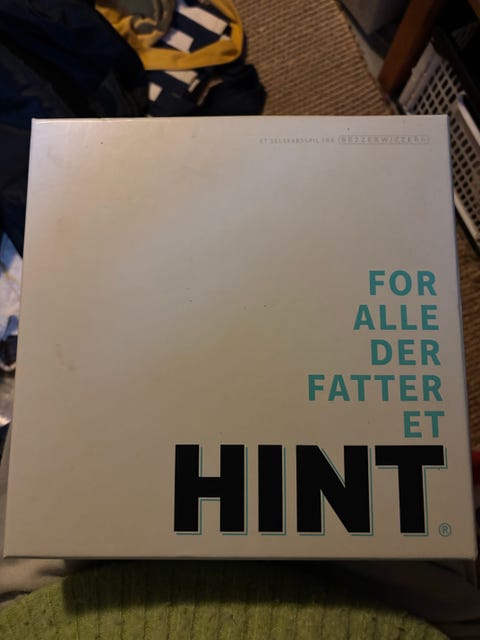 ET SELSKABSSPIL FRA BEZZERWIZZER®
FOR
ALLE
DER
FATTER
ET
HINT®